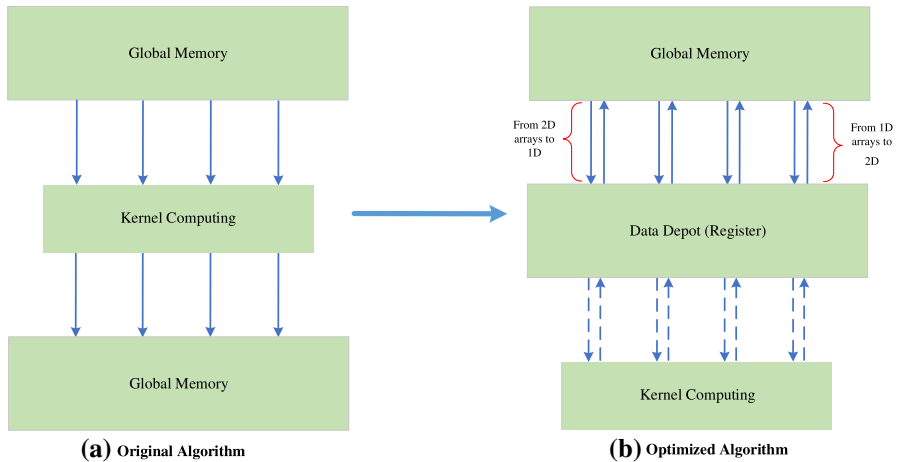 Global Memory
Kernel Computing
Global Memory
(a) Original Algorithm
Global Memory
From 2D
arrays to
1D
From 1D
arrays to
2D
Data Depot (Register)
Kernel Computing
(b) Optimized Algorithm